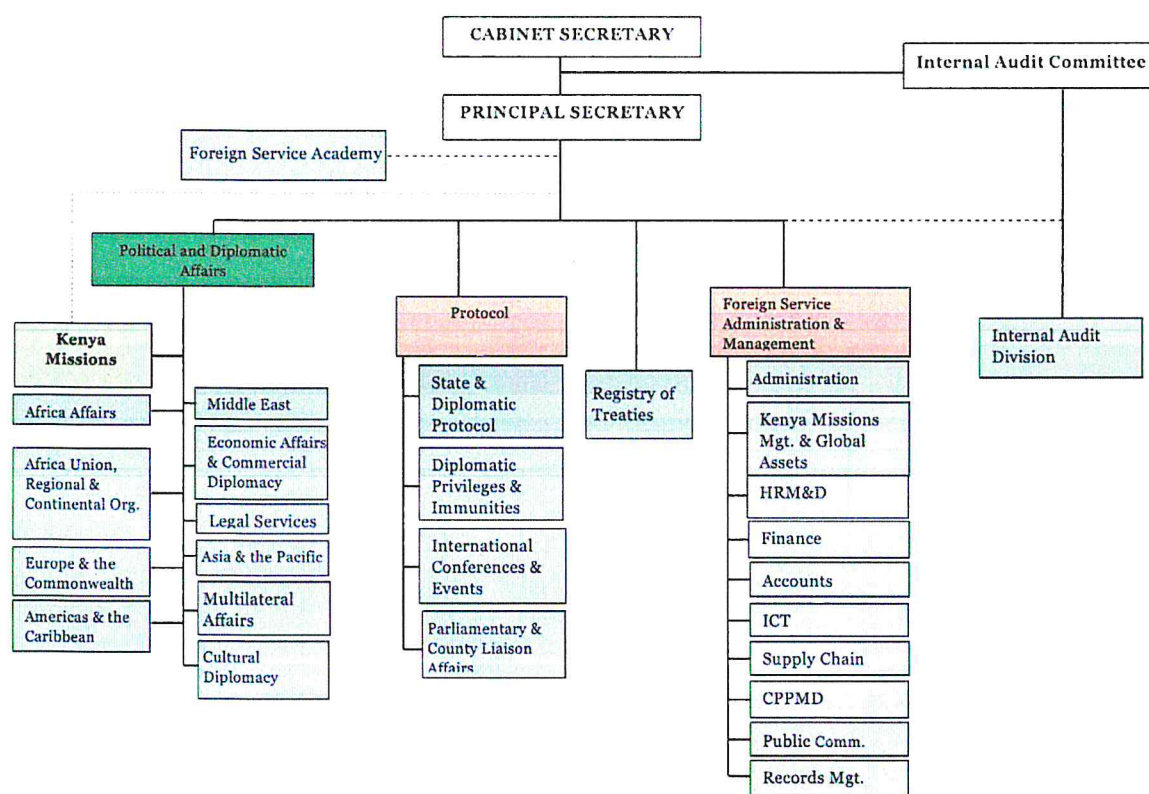 CABINET SECRETARY
Internal Audit Committee
PRINCIPAL SECRETARY
Foreign Service Academy
Political and Diplomatic
Affairs
Kenya
Missions
Africa Affairs
Africa Union,
Regional &
Continental Org.
Europe & the
Commonwealth
Americas & the
Caribbean
Middle East
Economic Affairs
& Commercial
Diplomacy
Legal Services
Asia & the Pacific
Multilateral
Affairs
Cultural
Diplomacy
Protocol
State &
Diplomatic
Protocol
Diplomatic
Privileges &
Immunities
International
Conferences &
Events
Parliamentary &
County Liaison
Affairs
Registry of
Treaties
Foreign Service
Administration &
Management
Administration
Kenya Missions
Mgt. & Global
Assets
HRM&D
Finance
Accounts
ICT
Supply Chain
CPPMD
Public Comm.
Records Mgt.
Internal Audit
Division